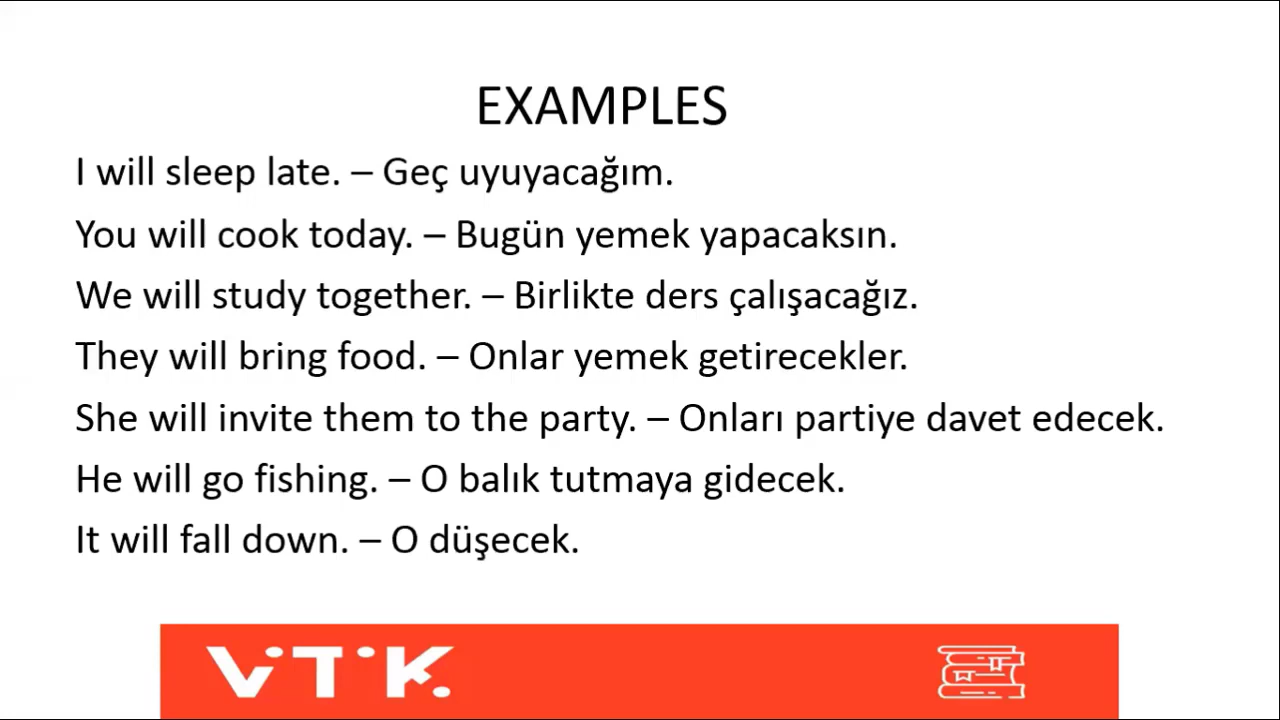 EXAMPLES
I will sleep late. – Geç uyuyacağım.
You will cook today. – Bugün yemek yapacaksın.
We will study together. – Birlikte ders çalışacağız.
They will bring food. – Onlar yemek getirecekler.
She will invite them to the party. – Onları partiye davet edecek.
He will go fishing. – O balık tutmaya gidecek.
It will fall down. – O düşecek.
ViTiK.